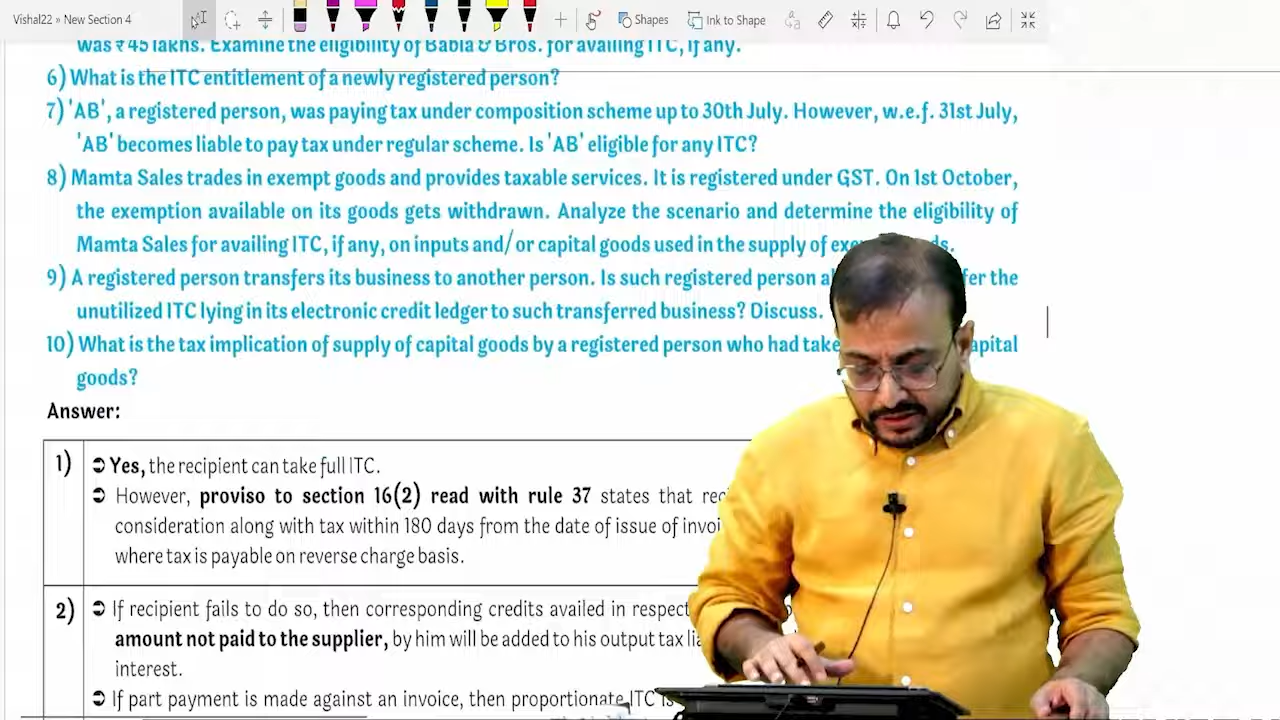 Vishal22 » New Section 4
Shapes
Ink to Shape
was ₹ 45 lakhs. Examine the eligibility of Babla & Bros. for availing ITC, if any.
6) What is the ITC entitlement of a newly registered person?
7) 'AB', a registered person, was paying tax under composition scheme up to 30th July. However, w.e.f. 31st July,
'AB' becomes liable to pay tax under regular scheme. Is 'AB' eligible for any ITC?
8) Mamta Sales trades in exempt goods and provides taxable services. It is registered under GST. On 1st October,
the exemption available on its goods gets withdrawn. Analyze the scenario and determine the eligibility of
Mamta Sales for availing ITC, if any, on inputs and/or capital goods used in the supply of
9) A registered person transfers its business to another person. Is such registered person the
unutilized ITC lying in its electronic credit ledger to such transferred business? Discuss.
10) What is the tax implication of supply of capital goods by a registered person who had
goods?
Answer:
1) ➲ Yes, the recipient can take full ITC.
➲ However, proviso to section 16(2) read with rule 37 states that
consideration along with tax within 180 days from the date of issue of
where tax is payable on reverse charge basis.
2) ➲ If recipient fails to do so, then corresponding credits availed in respect
amount not paid to the supplier, by him will be added to his output tax
interest.
➲ If part payment is made against an invoice, then proportionate ITC is